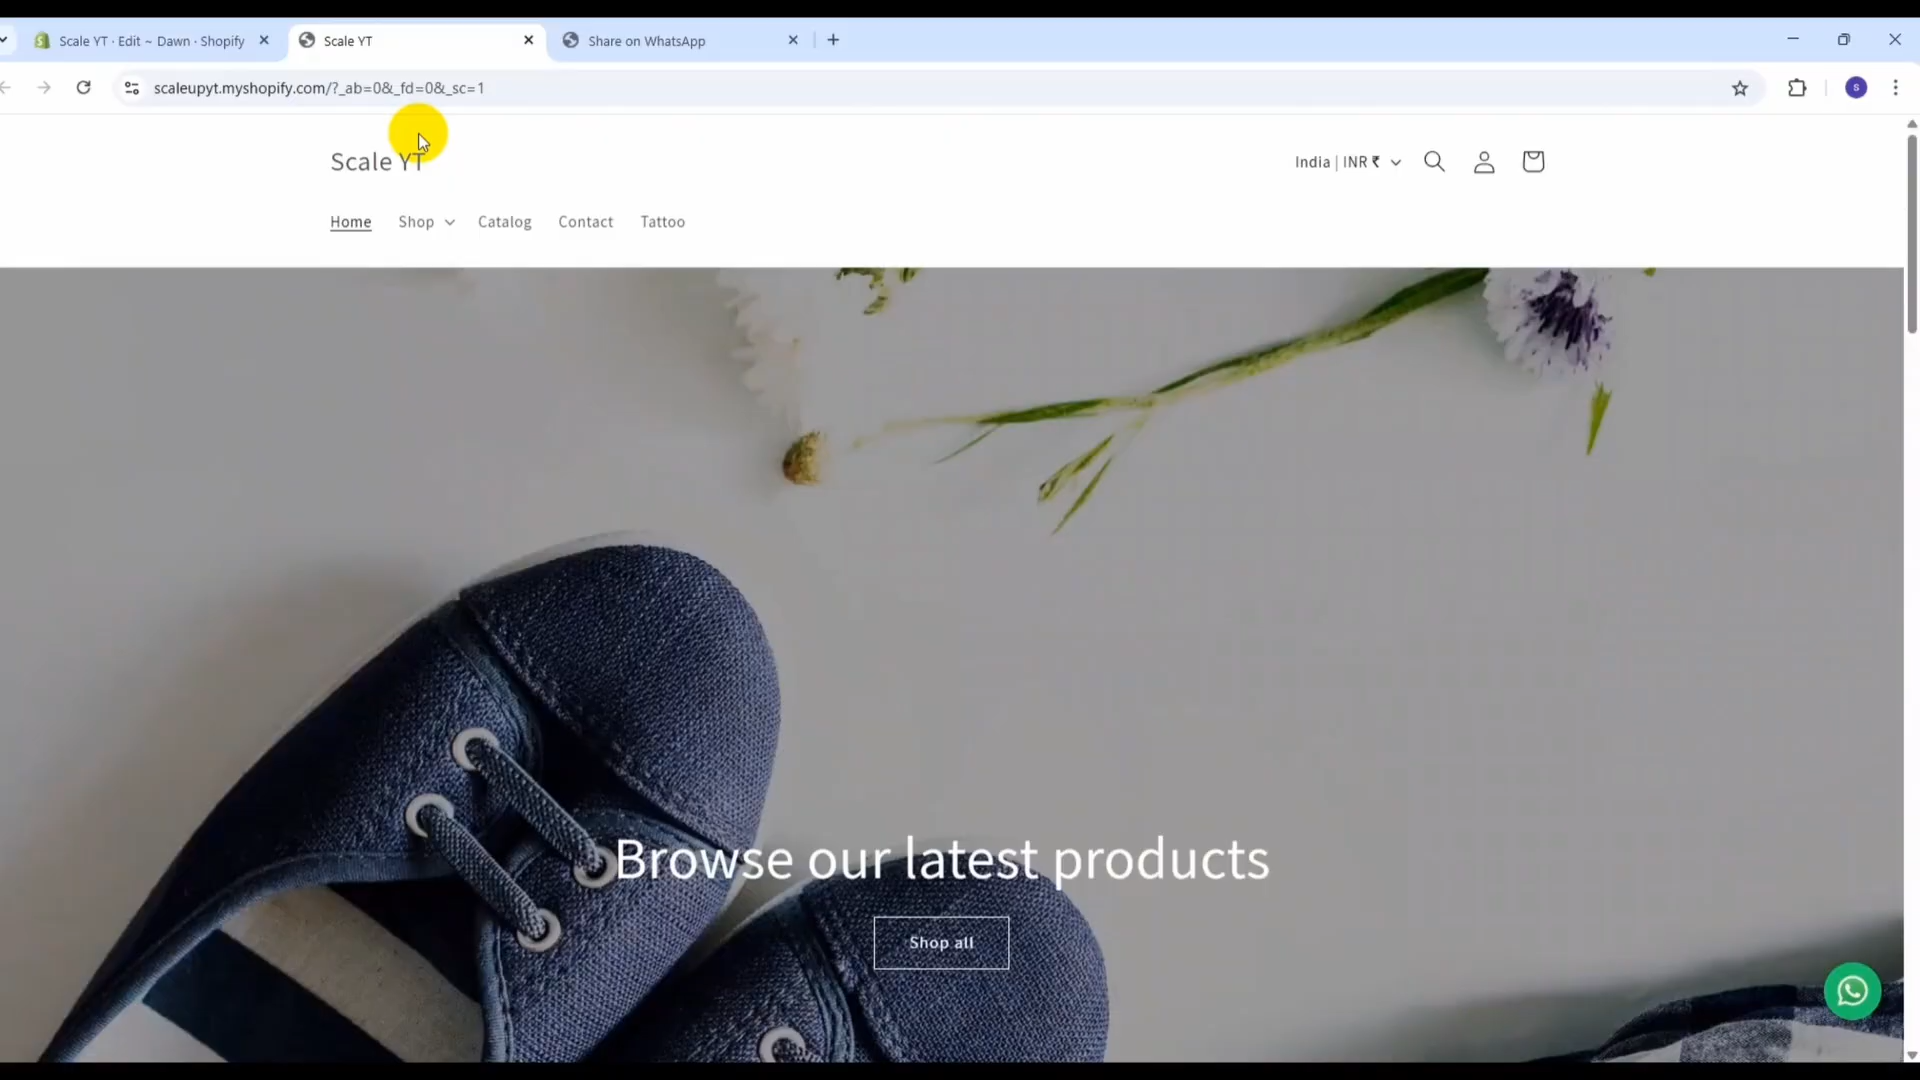 Scale YT · Edit ~ Dawn · Shopify
Scale YT
Share on WhatsApp
scaleupyt.myshopify.com/?_ab=0&_fd=0&_sc=1
S
Scale YT
India | INR ₹
Home
Shop
Catalog
Contact
Tattoo
Browse our latest products
Shop all